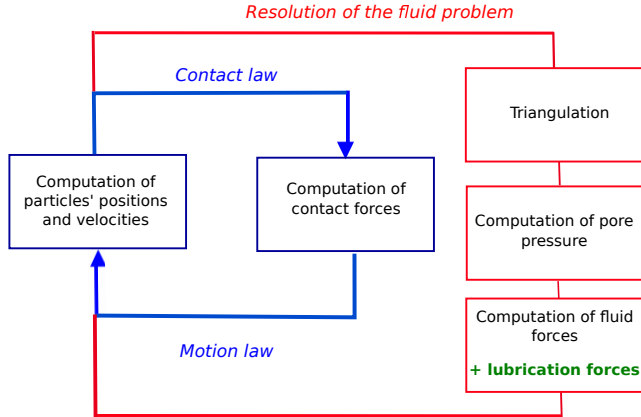 Resolution of the fluid problem
Contact law
Triangulation
Computation of
particles' positions
and velocities
Computation of
contact forces
Computation of pore
pressure
Computation of fluid
forces
+ lubrication forces
Motion law